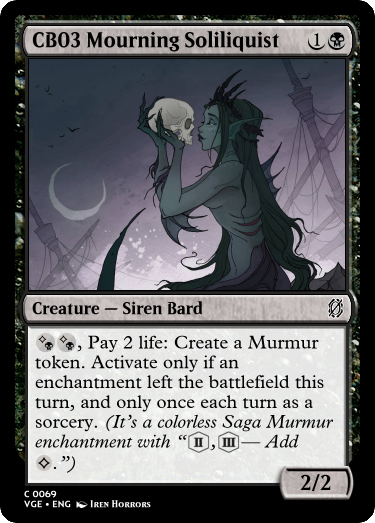 CB03 Mourning Soliliquist 1
Creature — Siren Bard
, Pay 2 life: Create a Murmur
token. Activate only if an
enchantment left the battlefield this
turn, and only once each turn as a
sorcery. (It's a colorless Saga Murmur
enchantment with “II, III— Add
.”)
2/2
C 0069
VGE • ENG Iren Horrors